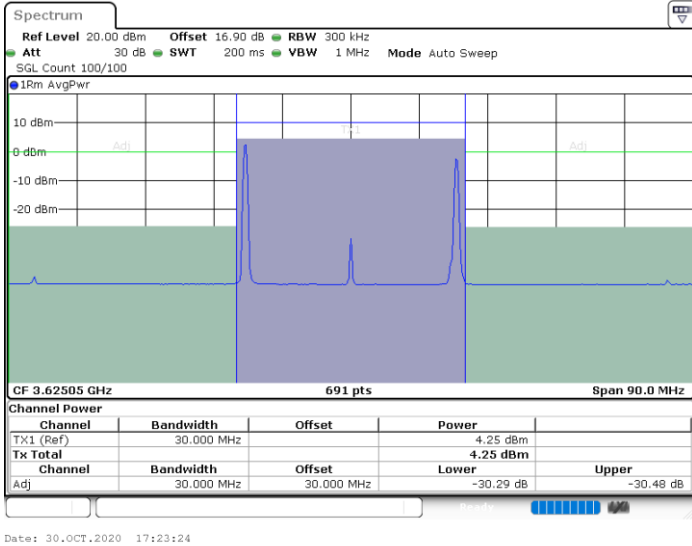 Spectrum
Ref Level 20.00 dBm Offset 16.90 dB RBW 300 kHz
Att 30 dB SWT 200 ms VBW 1 MHz Mode Auto Sweep
SGL Count 100/100
1Rm AvgPwr
10 dBm
TX1
Adj Adj
0 dBm
-10 dBm
-20 dBm
CF 3.62505 GHz 691 pts Span 90.0 MHz
Channel Power
Channel Bandwidth Offset Power
TX1 (Ref) 30.000 MHz 4.25 dBm
Tx Total 4.25 dBm
Channel Bandwidth Offset Lower Upper
Adj 30.000 MHz 30.000 MHz -30.29 dB -30.48 dB
Ready
Date: 30.OCT.2020 17:23:24